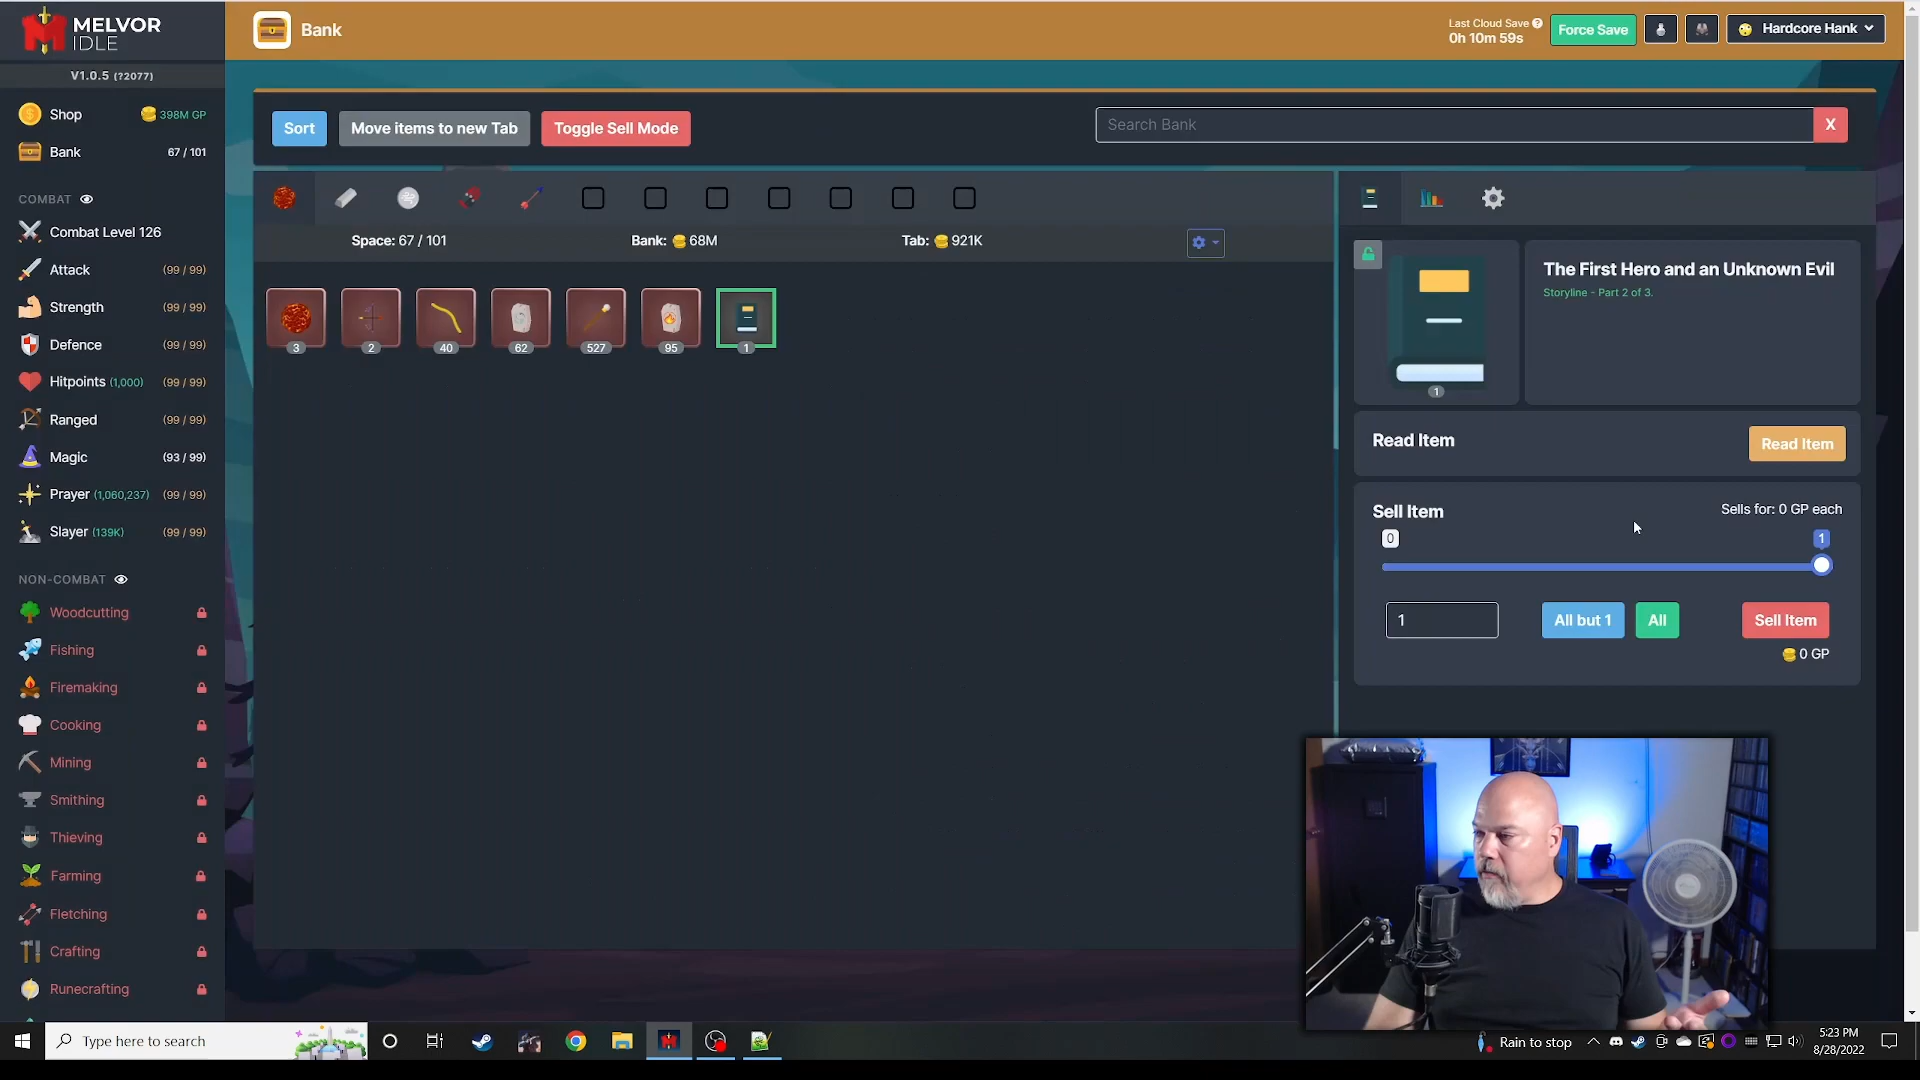 MELVOR
IDLE
V1.0.5 (?2077)
Shop 398M GP
Bank 67 / 101
COMBAT
Combat Level 126
Attack (99 / 99)
Strength (99 / 99)
Defence (99 / 99)
Hitpoints (1,000) (99 / 99)
Ranged (99 / 99)
Magic (93 / 99)
Prayer (1,060,237) (99 / 99)
Slayer (139K) (99 / 99)
NON-COMBAT
Woodcutting
Fishing
Firemaking
Cooking
Mining
Smithing
Thieving
Farming
Fletching
Crafting
Runecrafting
Bank
Last Cloud Save ?
0h 10m 59s
Force Save
Hardcore Hank
Sort Move items to new Tab Toggle Sell Mode
Search Bank X
Space: 67 / 101 Bank: 68M Tab: 921K
3 2 40 62 527 95 1
1
The First Hero and an Unknown Evil
Storyline - Part 2 of 3.
Read Item Read Item
Sell Item Sells for: 0 GP each
0 1
1 All but 1 All Sell Item
0 GP
Type here to search
Rain to stop
5:23 PM
8/28/2022